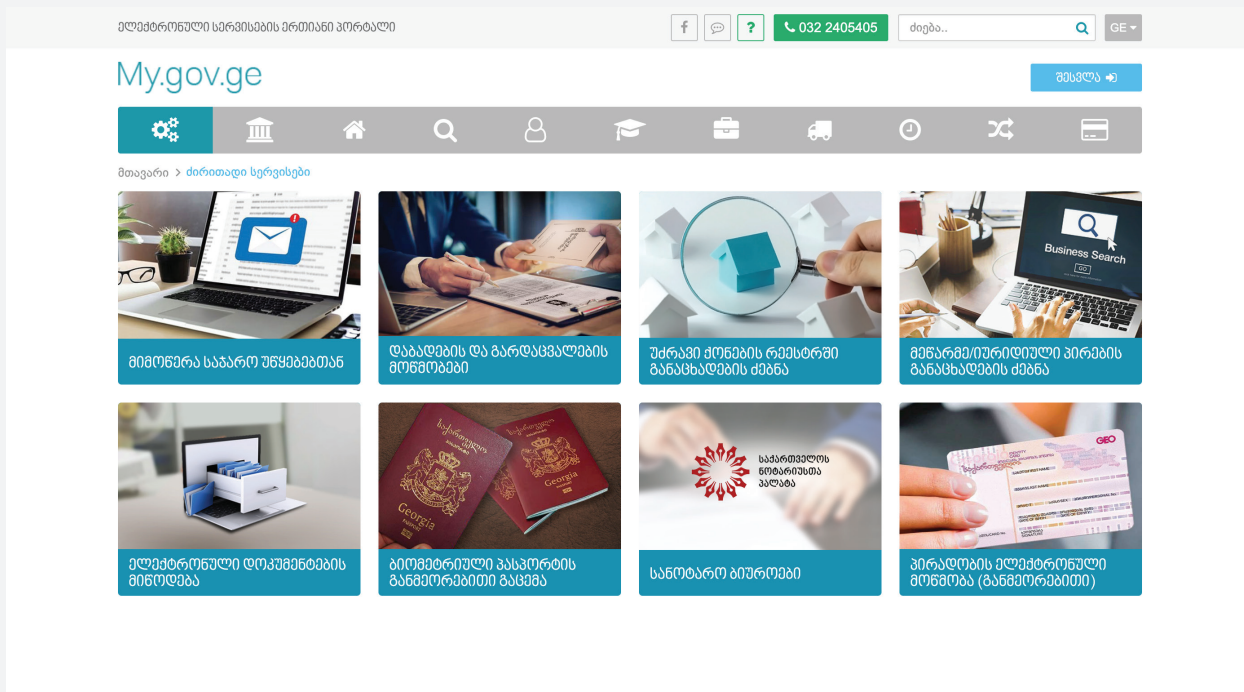 ელექტრონული სერვისების ერთიანი პორტალი
032 2405405
ძიება..
GE
My.gov.ge
შესვლა
მთავარი > ძირითადი სერვისები
მიმოწერა საჯარო უწყებებთან
დაბადების და გარდაცვალების
მოწმობები
Business Search
GO
უძრავი ქონების რეესტრში
განაცხადების ძებნა
მეწარმე/იურიდიული პირების
განაცხადების ძებნა
ელექტრონული დოკუმენტების
მიწოდება
საქართველო
Georgia
Georgia
ბიომეტრიული პასპორტის
განმეორებითი გაცემა
საქართველოს
ნოტარიუსთა
პალატა
სანოტარო ბიუროები
GEO
პირადობის ელექტრონული
მოწმობა (განმეორებითი)